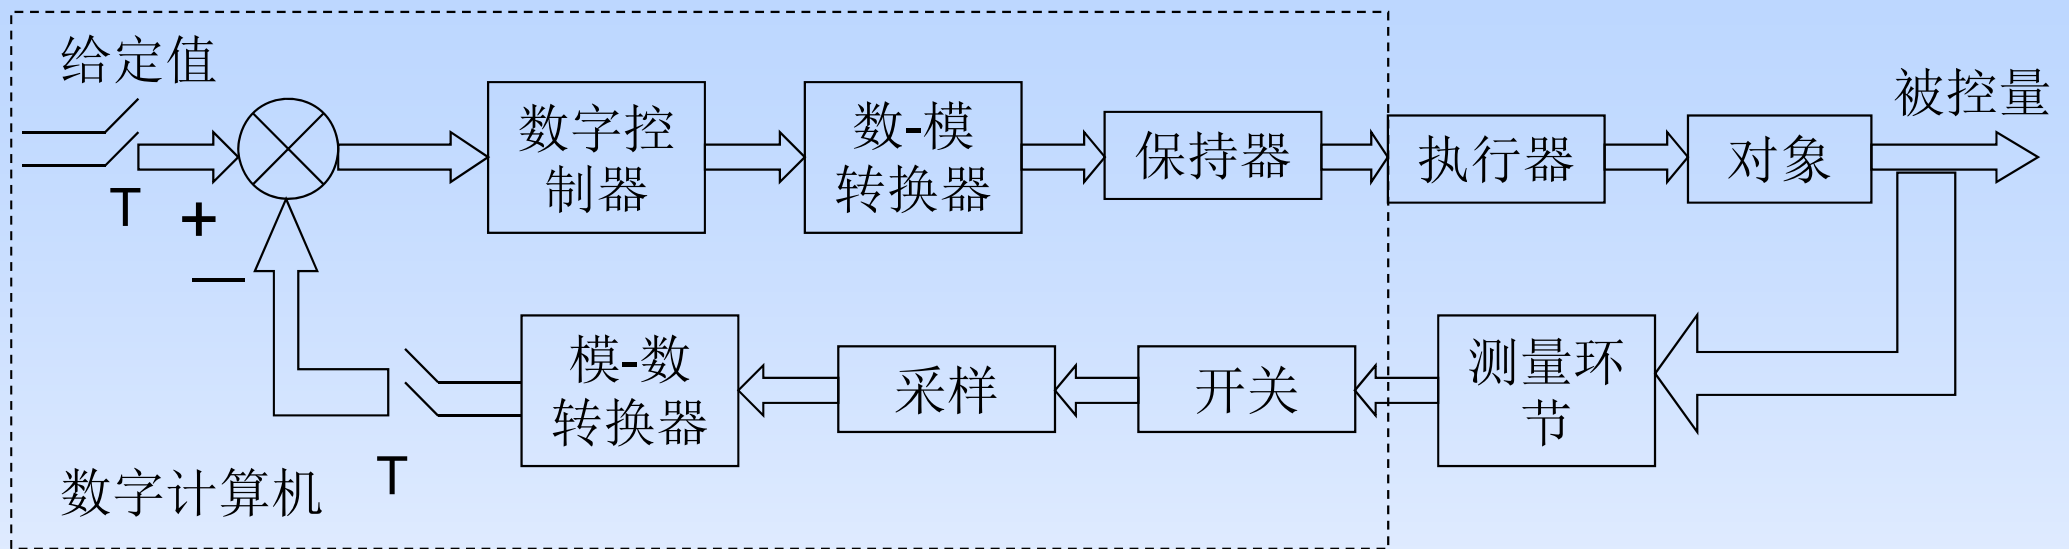 给定值
被控量
数字控
制器
数-模
转换器
保持器
执行器
对象
T
+
—
模-数
转换器
采样
开关
测量环
节
T
数字计算机